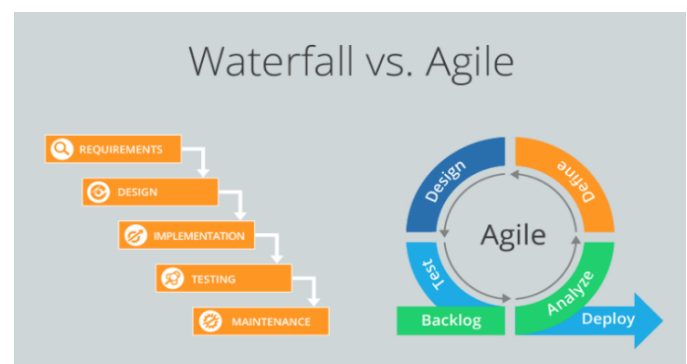 Waterfall vs. Agile
REQUIREMENTS
DESIGN
IMPLEMENTATION
TESTING
MAINTENANCE
Design
Define
Agile
Test
Analyze
Backlog
Deploy